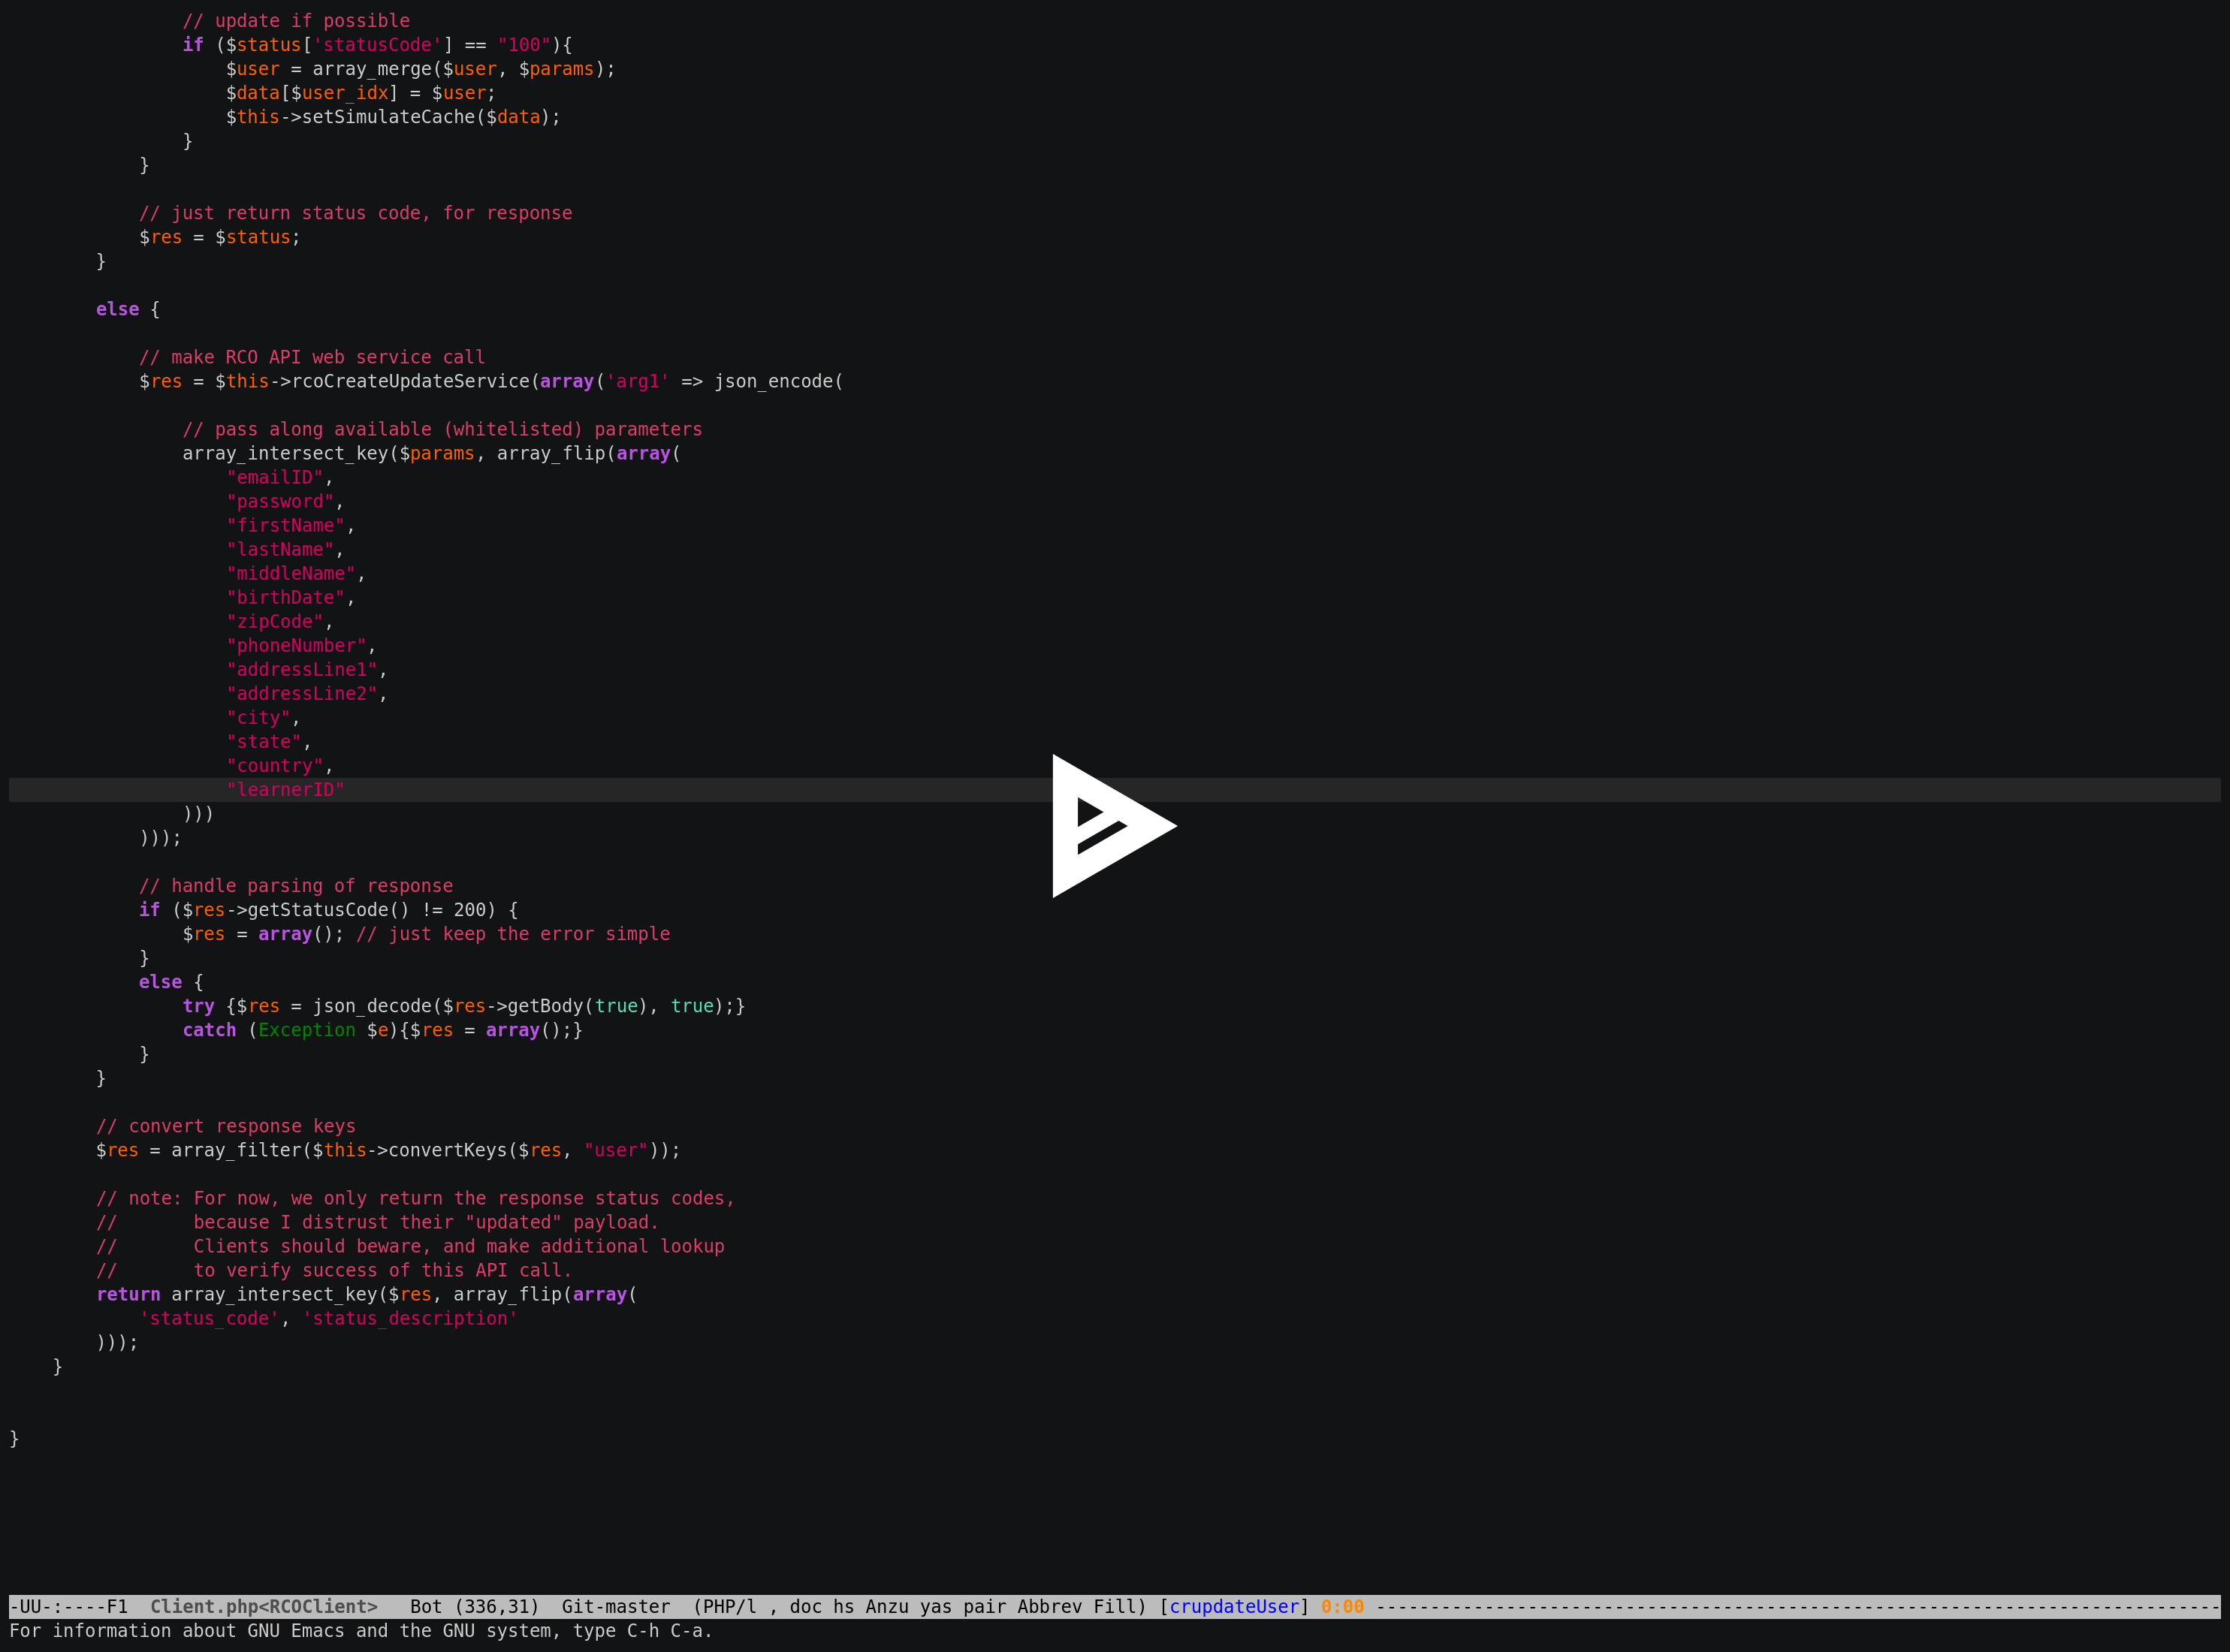 // update if possible
if ($status['statusCode'] == "100"){
$user = array_merge($user, $params);
$data[$user_idx] = $user;
$this->setSimulateCache($data);
}
}
// just return status code, for response
$res = $status;
}
else {
// make RCO API web service call
$res = $this->rcoCreateUpdateService(array('arg1' => json_encode(
// pass along available (whitelisted) parameters
array_intersect_key($params, array_flip(array(
"emailID",
"password",
"firstName",
"lastName",
"middleName",
"birthDate",
"zipCode",
"phoneNumber",
"addressLine1",
"addressLine2",
"city",
"state",
"country",
"learnerID"
)))
)));
// handle parsing of response
if ($res->getStatusCode() != 200) {
$res = array(); // just keep the error simple
}
else {
try {$res = json_decode($res->getBody(true), true);}
catch (Exception $e){$res = array();}
}
}
// convert response keys
$res = array_filter($this->convertKeys($res, "user"));
// note: For now, we only return the response status codes,
//       because I distrust their "updated" payload.
//       Clients should beware, and make additional lookup
//       to verify success of this API call.
return array_intersect_key($res, array_flip(array(
'status_code', 'status_description'
)));
}
}
-UU-:----F1  Client.php<RCOClient>   Bot (336,31)  Git-master  (PHP/l , doc hs Anzu yas pair Abbrev Fill) [crupdateUser] 0:00 ------------------------------------------------------------------------------
For information about GNU Emacs and the GNU system, type C-h C-a.